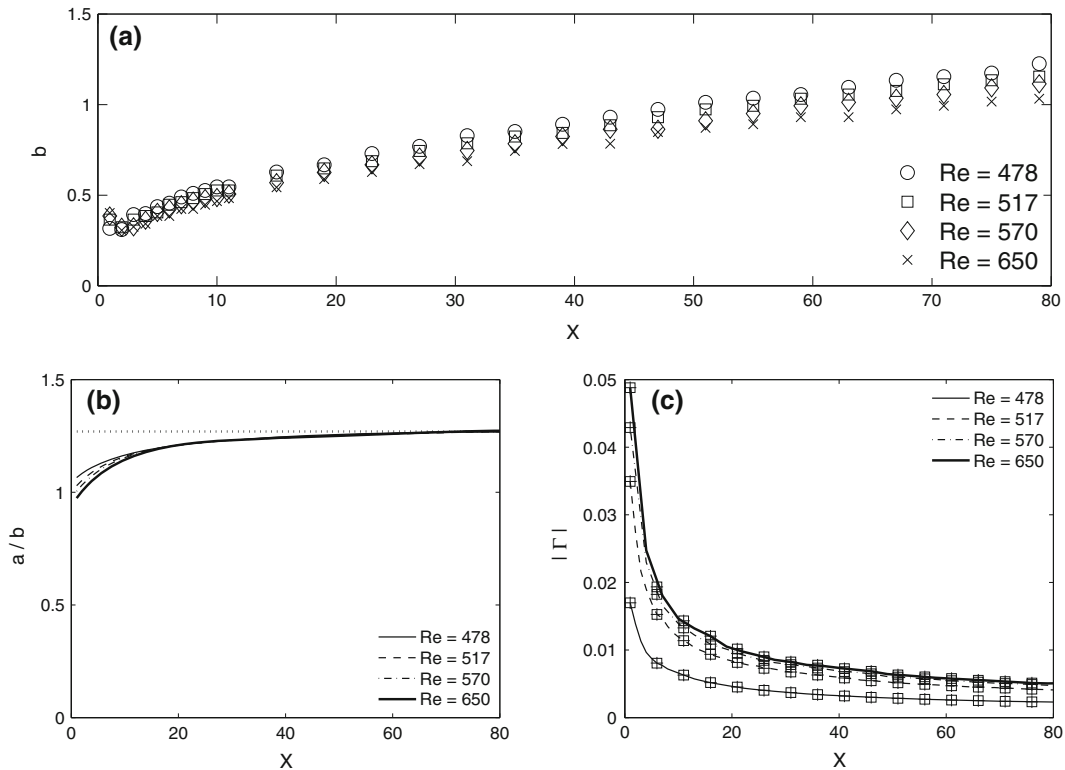 (a)
1.5
1
0.5
0
b
0 10 20 30 40 50 60 70 80
X
Re = 478
Re = 517
Re = 570
Re = 650
(b)
1.5
1
0.5
0
a / b
0 20 40 60 80
X
Re = 478
Re = 517
Re = 570
Re = 650
(c)
0.05
0.04
0.03
0.02
0.01
0
| Γ |
0 20 40 60 80
X
Re = 478
Re = 517
Re = 570
Re = 650